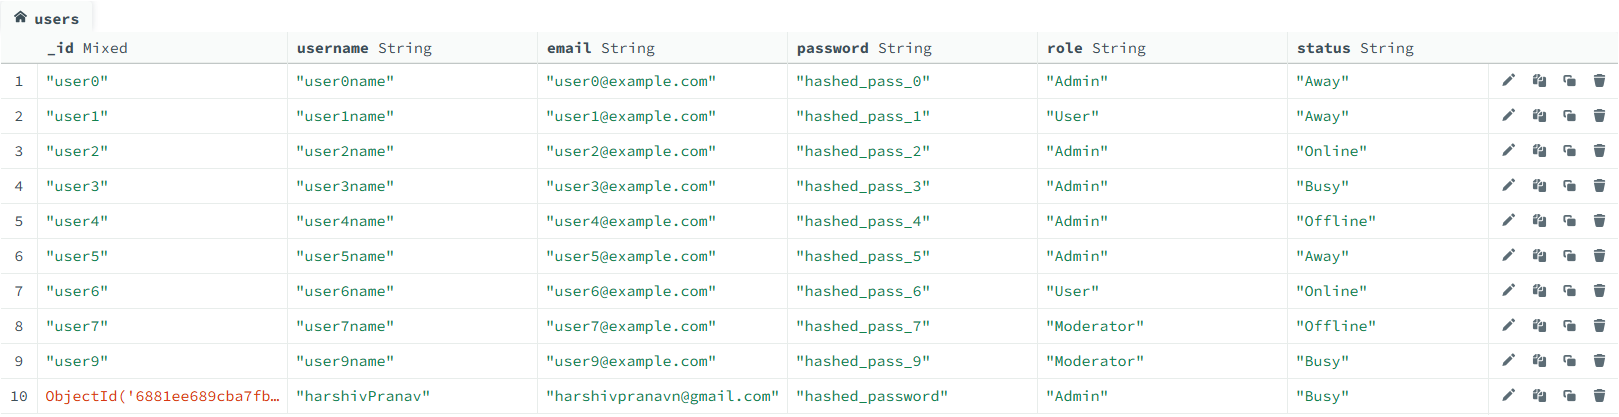 users
_id Mixed username String email String password String role String status String
1 "user0" "user0name" "user0@example.com" "hashed_pass_0" "Admin" "Away"
2 "user1" "user1name" "user1@example.com" "hashed_pass_1" "User" "Away"
3 "user2" "user2name" "user2@example.com" "hashed_pass_2" "Admin" "Online"
4 "user3" "user3name" "user3@example.com" "hashed_pass_3" "Admin" "Busy"
5 "user4" "user4name" "user4@example.com" "hashed_pass_4" "Admin" "Offline"
6 "user5" "user5name" "user5@example.com" "hashed_pass_5" "Admin" "Away"
7 "user6" "user6name" "user6@example.com" "hashed_pass_6" "User" "Online"
8 "user7" "user7name" "user7@example.com" "hashed_pass_7" "Moderator" "Offline"
9 "user9" "user9name" "user9@example.com" "hashed_pass_9" "Moderator" "Busy"
10 ObjectId('6881ee689cba7fb… "harshivPranav" "harshivpranavn@gmail.com" "hashed_password" "Admin" "Busy"